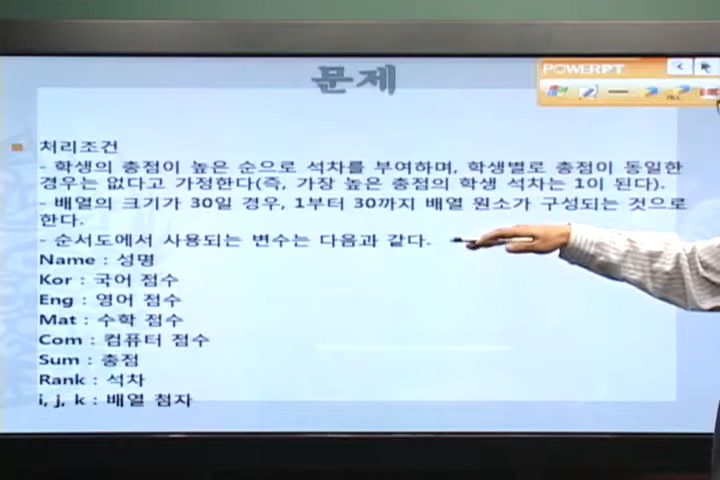 문제
POWERPT
처리조건
- 학생의 총점이 높은 순으로 석차를 부여하며, 학생별로 총점이 동일한
경우는 없다고 가정한다(즉, 가장 높은 총점의 학생 석차는 1이 된다).
- 배열의 크기가 30일 경우, 1부터 30까지 배열 원소가 구성되는 것으로
한다.
- 순서도에서 사용되는 변수는 다음과 같다.
Name : 성명
Kor : 국어 점수
Eng : 영어 점수
Mat : 수학 점수
Com : 컴퓨터 점수
Sum : 총점
Rank : 석차
i, j, k : 배열 첨자